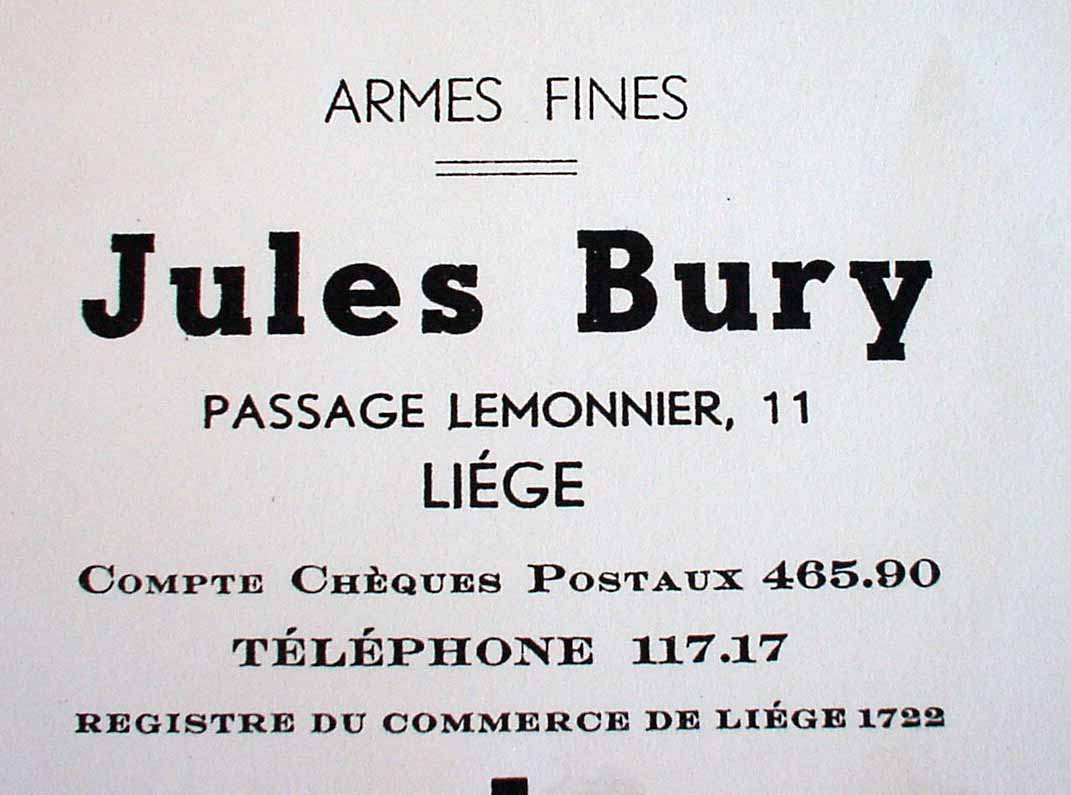 ARMES FINES
Jules Bury
PASSAGE LEMONNIER, 11
LIÉGE
COMPTE CHÈQUES POSTAUX 465.90
TÉLÉPHONE 117.17
REGISTRE DU COMMERCE DE LIÉGE 1722